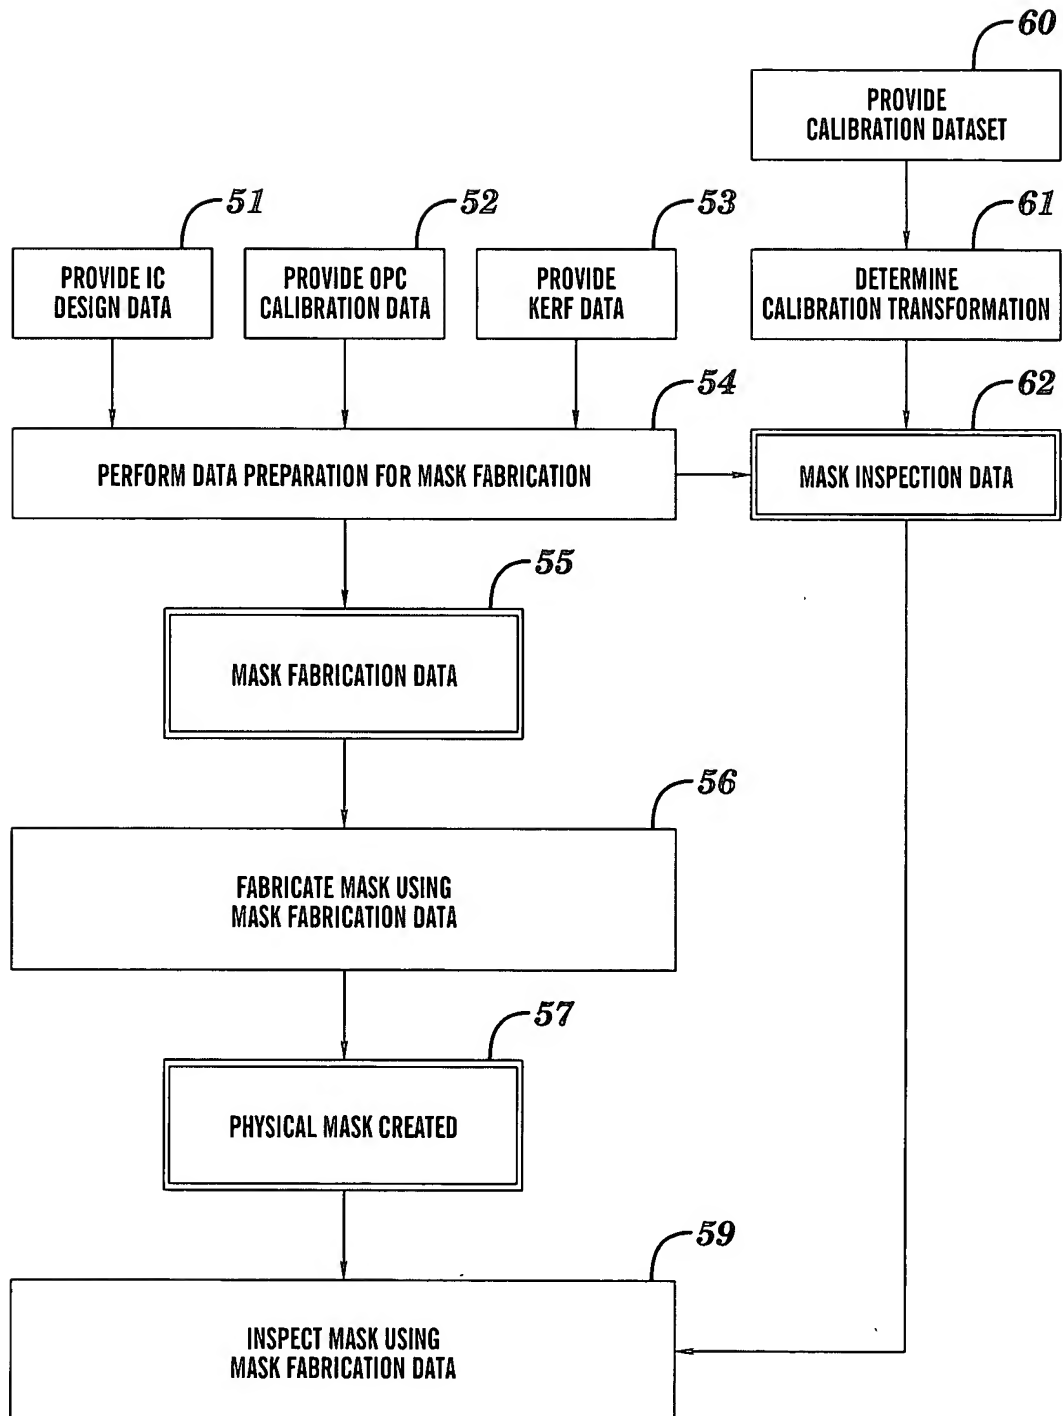 60
PROVIDE
CALIBRATION DATASET
51
52
53
61
PROVIDE IC
DESIGN DATA
PROVIDE OPC
CALIBRATION DATA
PROVIDE
KERF DATA
DETERMINE
CALIBRATION TRANSFORMATION
54
62
PERFORM DATA PREPARATION FOR MASK FABRICATION
MASK INSPECTION DATA
55
MASK FABRICATION DATA
56
FABRICATE MASK USING
MASK FABRICATION DATA
57
PHYSICAL MASK CREATED
59
INSPECT MASK USING
MASK FABRICATION DATA